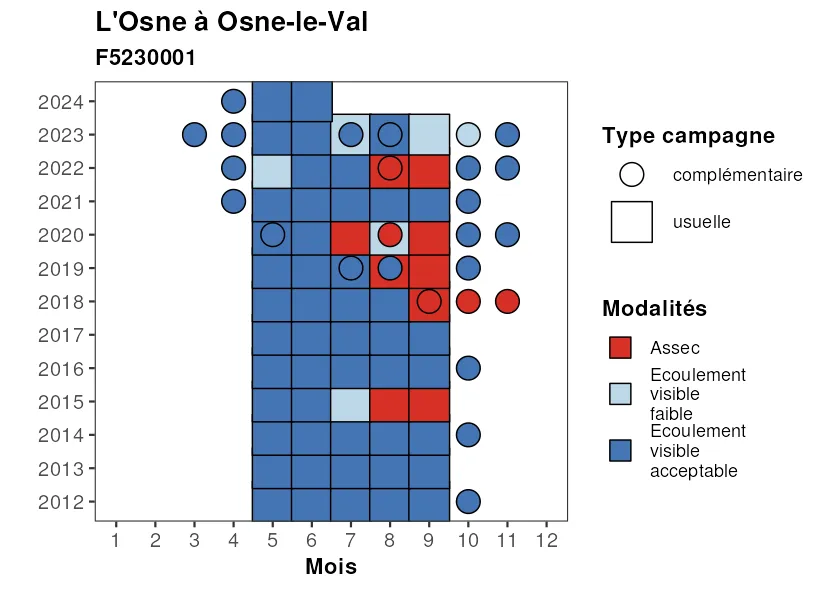 L'Osne à Osne-le-Val
F5230001
2024
2023
2022
2021
2020
2019
2018
2017
2016
2015
2014
2013
2012
1 2 3 4 5 6 7 8 9 10 11 12
Mois
Type campagne
complémentaire
usuelle
Modalités
Assec
Ecoulement
visible
faible
Ecoulement
visible
acceptable